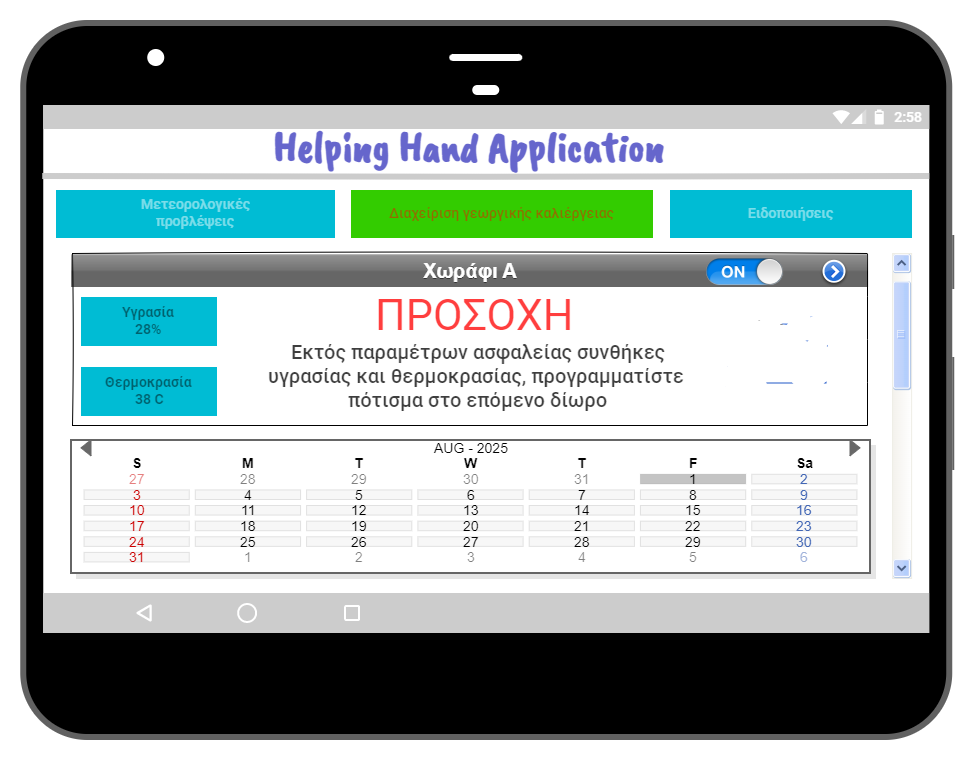 2:58
Helping Hand Application
Μετεορολογικές
προβλέψεις
Διαχείριση γεωργικής καλιέργειας
Ειδοποιήσεις
Χωράφι Α
ON
Υγρασία
28%
Θερμοκρασία
38 C
ΠΡΟΣΟΧΗ
Εκτός παραμέτρων ασφαλείας συνθήκες
υγρασίας και θερμοκρασίας, προγραμματίστε
πότισμα στο επόμενο δίωρο
AUG - 2025
S M T W T F Sa
27 28 29 30 31 1 2
3 4 5 6 7 8 9
10 11 12 13 14 15 16
17 18 19 20 21 22 23
24 25 26 27 28 29 30
31 1 2 3 4 5 6